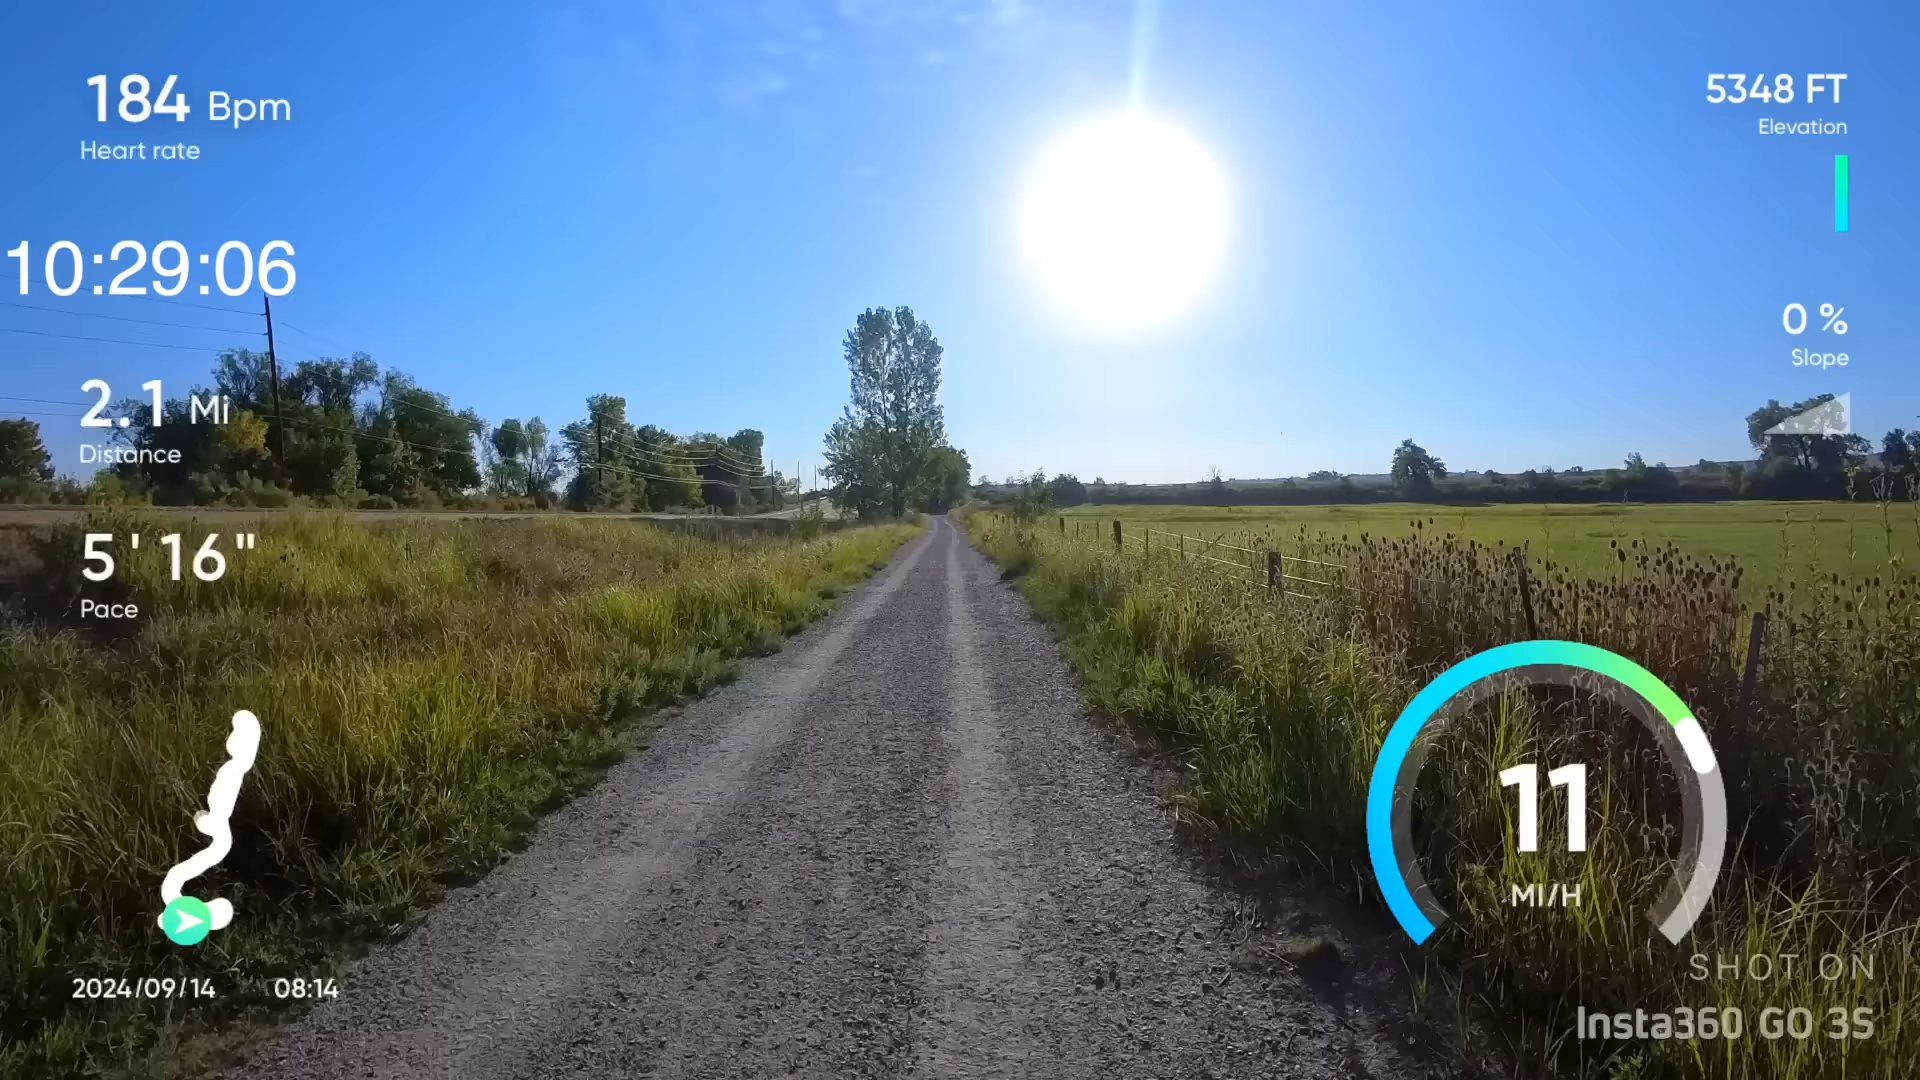 184 Bpm
Heart rate
10:29:06
2.1 Mi
Distance
5'16"
Pace
2024/09/14 08:14
5348 FT
Elevation
0 %
Slope
11
MI/H
SHOT ON
Insta360 GO 3S